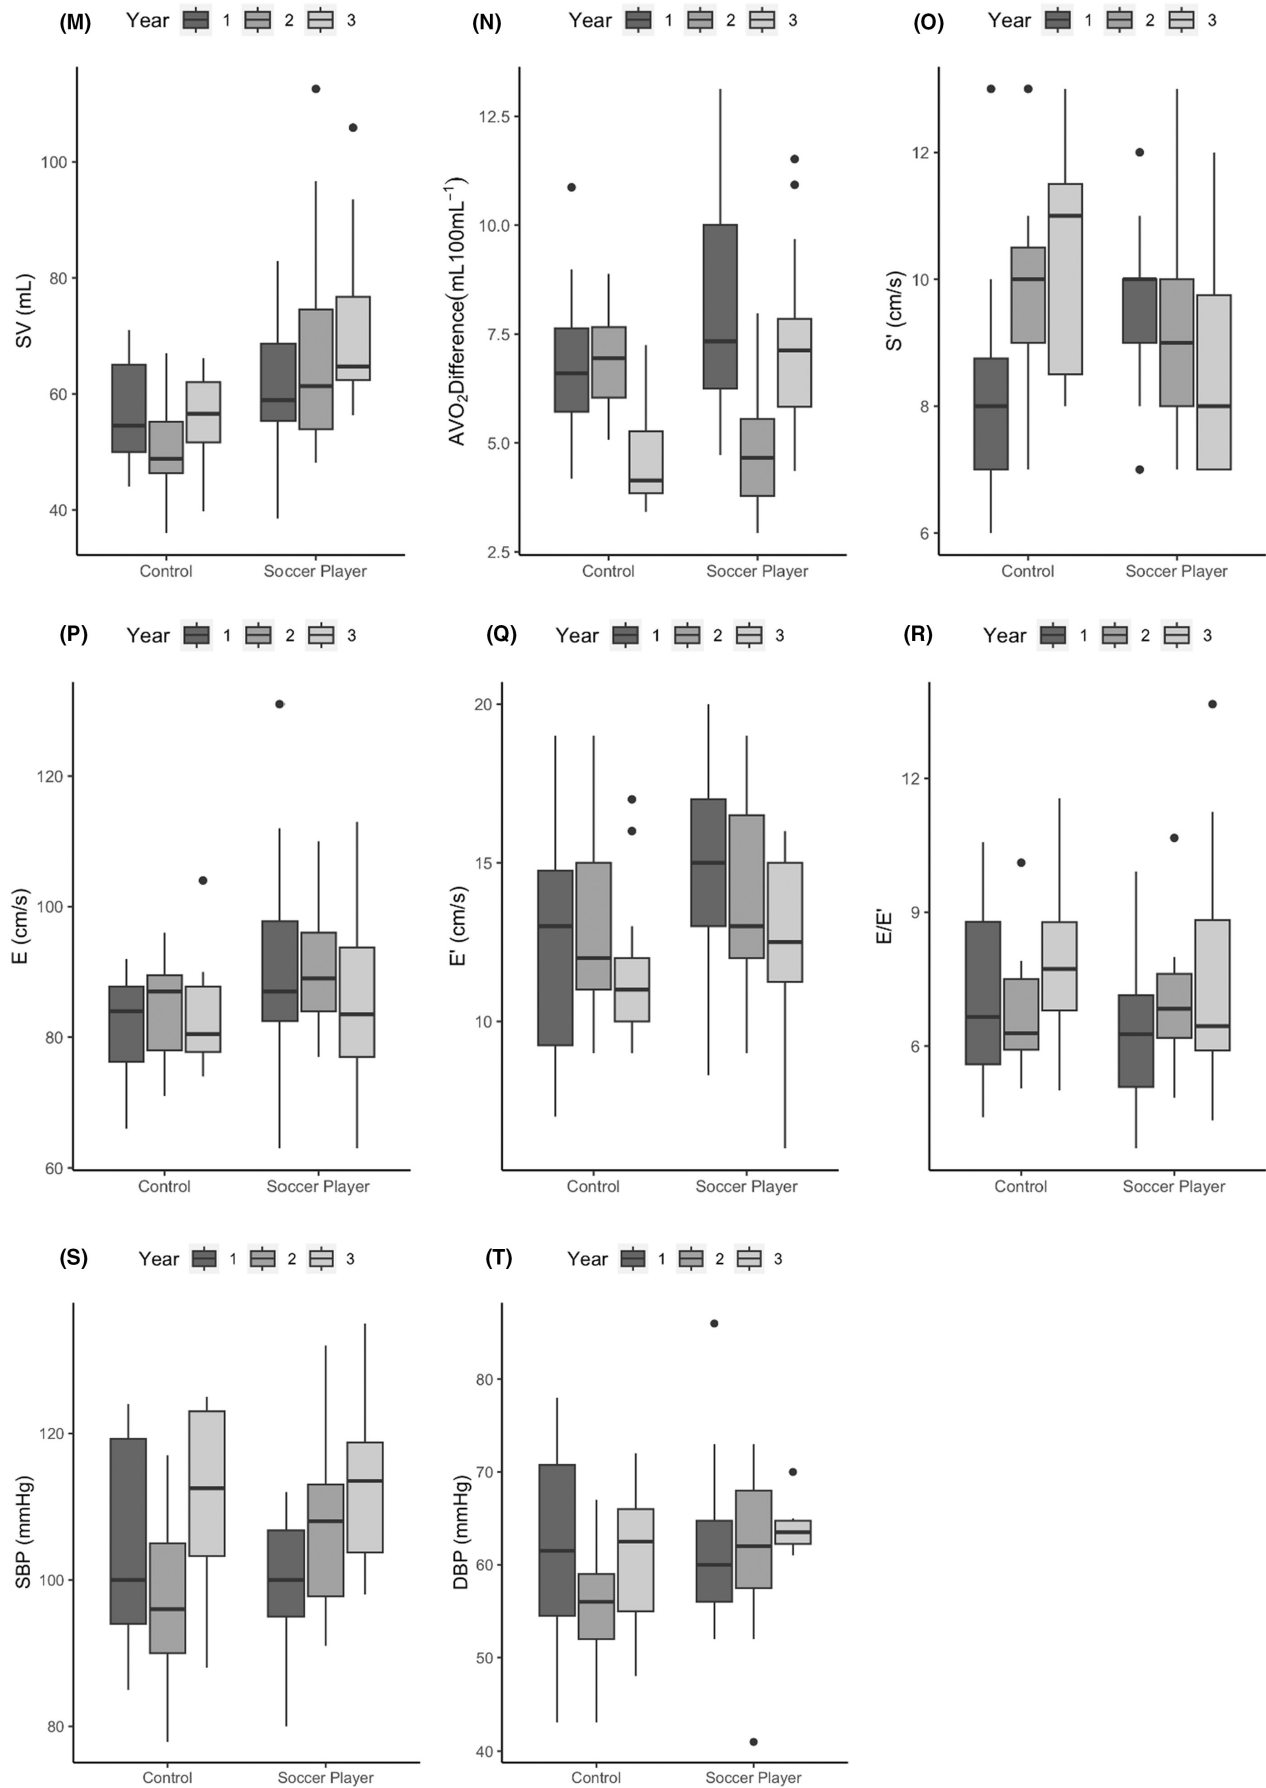 (M) Year 1 2 3
(N) Year 1 2 3
(O) Year 1 2 3
SV (mL)
100
80
60
40
Control Soccer Player
AVO₂Difference(mL100mL⁻¹)
12.5
10.0
7.5
5.0
2.5
Control Soccer Player
S' (cm/s)
12
10
8
6
Control Soccer Player
(P) Year 1 2 3
(Q) Year 1 2 3
(R) Year 1 2 3
E (cm/s)
120
100
80
60
Control Soccer Player
E' (cm/s)
20
15
10
Control Soccer Player
E/E'
12
9
6
Control Soccer Player
(S) Year 1 2 3
(T) Year 1 2 3
SBP (mmHg)
120
100
80
Control Soccer Player
DBP (mmHg)
80
70
60
50
40
Control Soccer Player